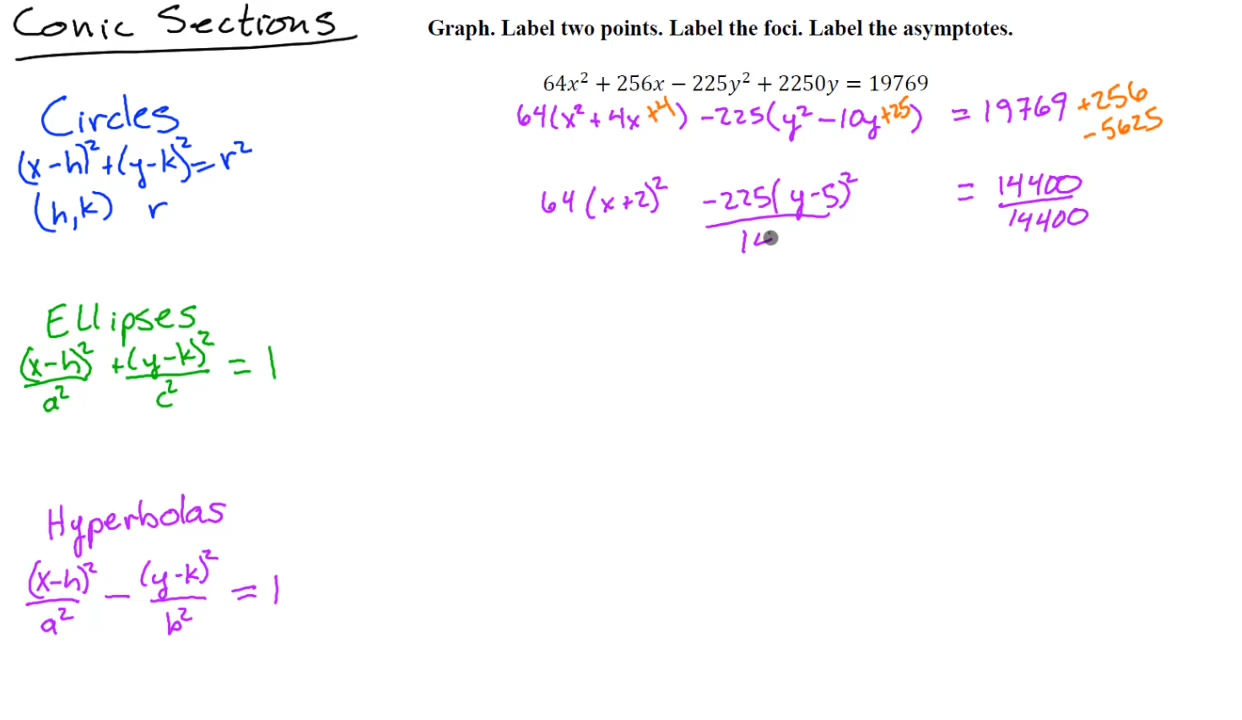 Conic Sections
Graph. Label two points. Label the foci. Label the asymptotes.
64x² + 256x − 225y² + 2250y = 19769
64(x² + 4x +4) −225(y² − 10y +25) = 19769 +256
−5625
64(x+2)² −225(y−5)² = 14400
14 14400
Circles
(x−h)² + (y−k)² = r²
(h,k) r
Ellipses
(x−h)² + (y−k)² = 1
a² c²
Hyperbolas
(x−h)² − (y−k)² = 1
a² b²